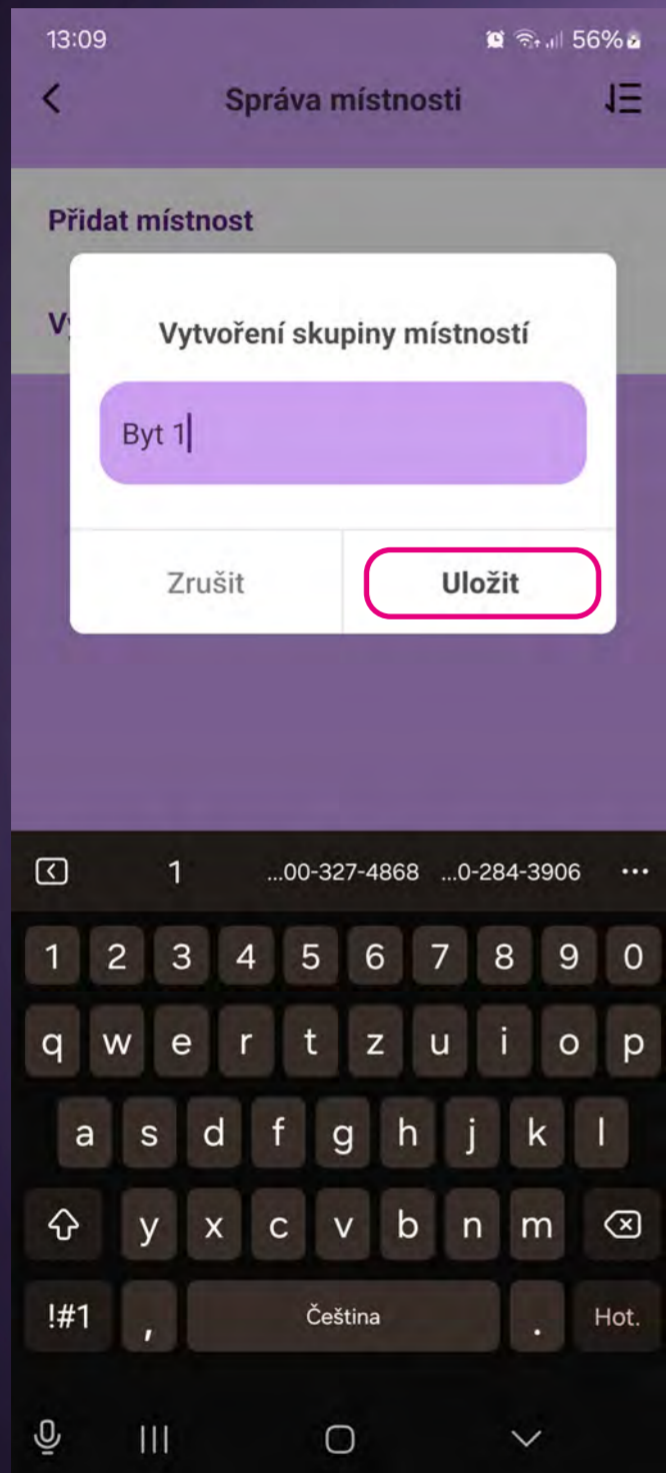 13:09 56%
Správa místnosti
Přidat místnost
Vytvoření skupiny místností
Byt 1
Zrušit Uložit
1 ...00-327-4868 ...0-284-3906 ...
1 2 3 4 5 6 7 8 9 0
q w e r t z u i o p
a s d f g h j k l
y x c v b n m
!#1 , Čeština . Hot.